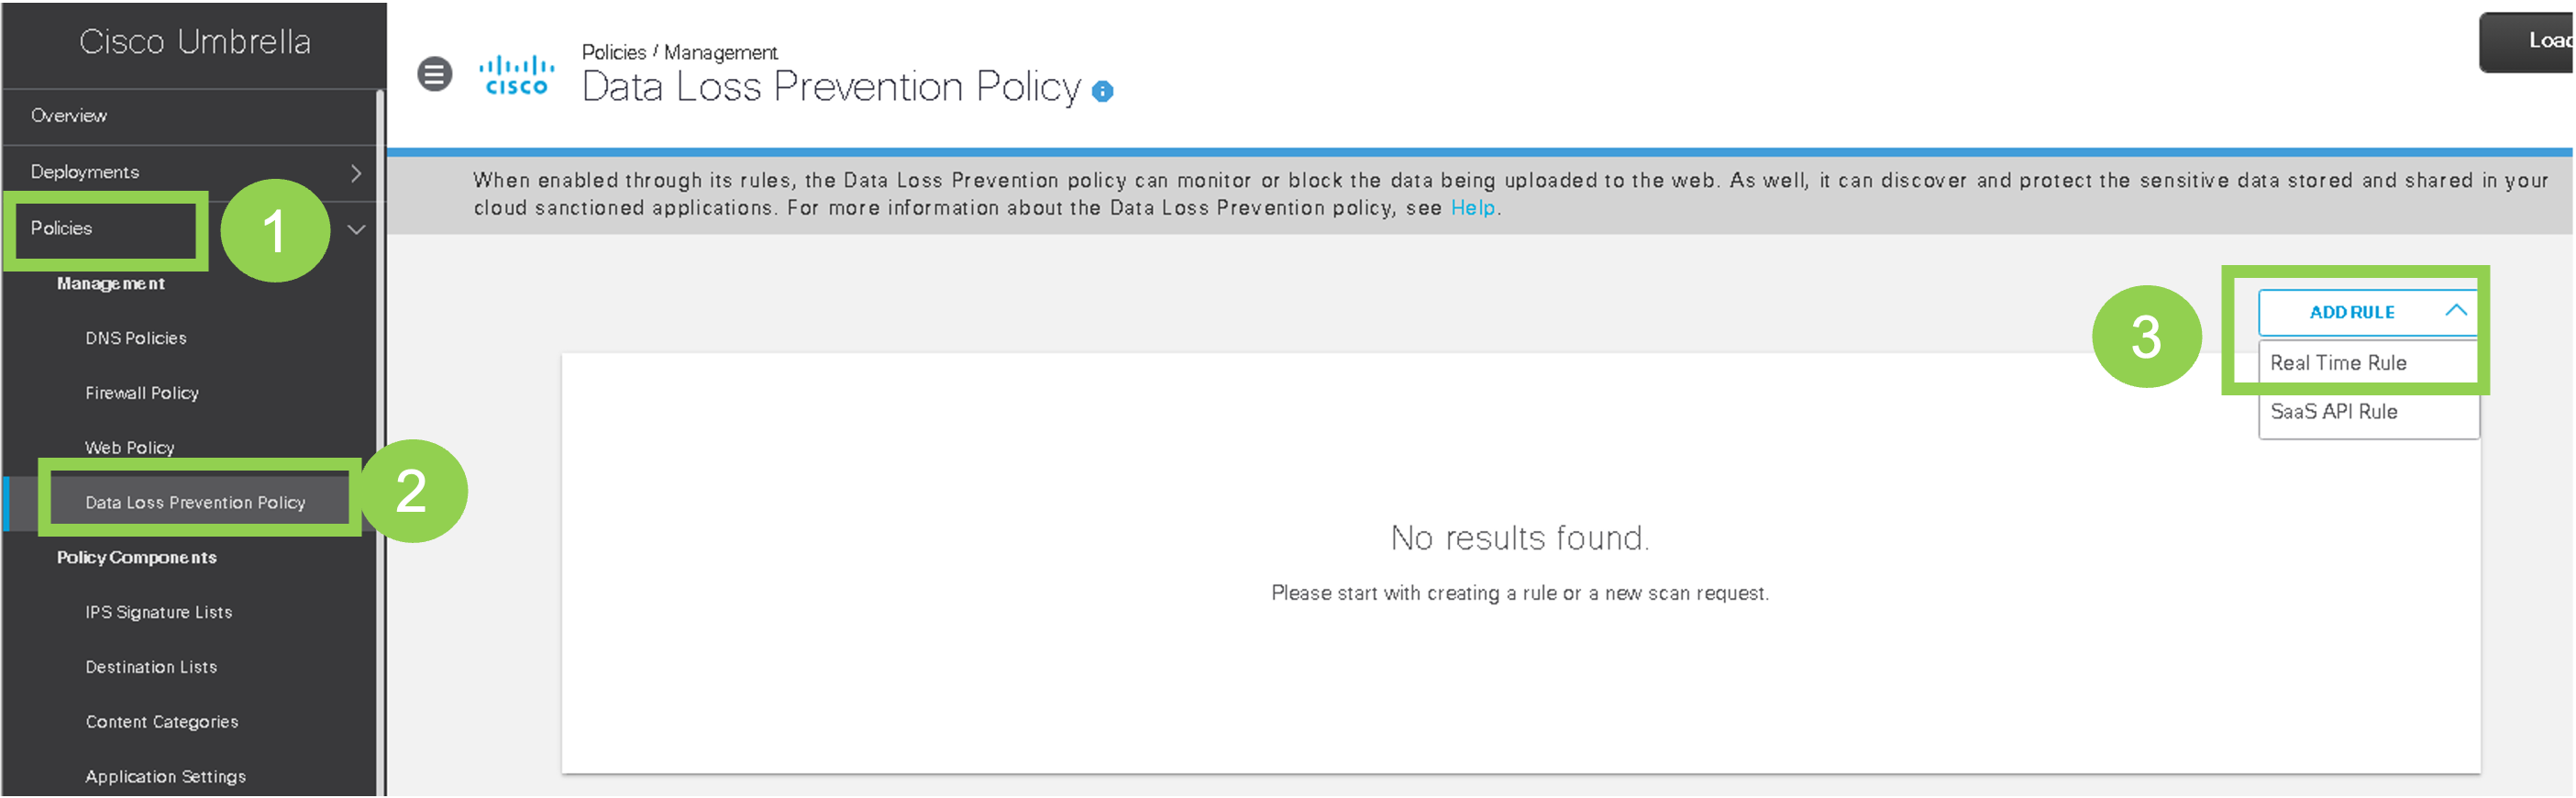 Cisco Umbrella
Overview
Deployments
Policies
1
Management
DNS Policies
Firewall Policy
Web Policy
Data Loss Prevention Policy
2
Policy Components
IPS Signature Lists
Destination Lists
Content Categories
Application Settings
CISCO
Policies / Management
Data Loss Prevention Policy
Load
When enabled through its rules, the Data Loss Prevention policy can monitor or block the data being uploaded to the web. As well, it can discover and protect the sensitive data stored and shared in your
cloud sanctioned applications. For more information about the Data Loss Prevention policy, see Help.
3
ADD RULE
Real Time Rule
SaaS API Rule
No results found.
Please start with creating a rule or a new scan request.